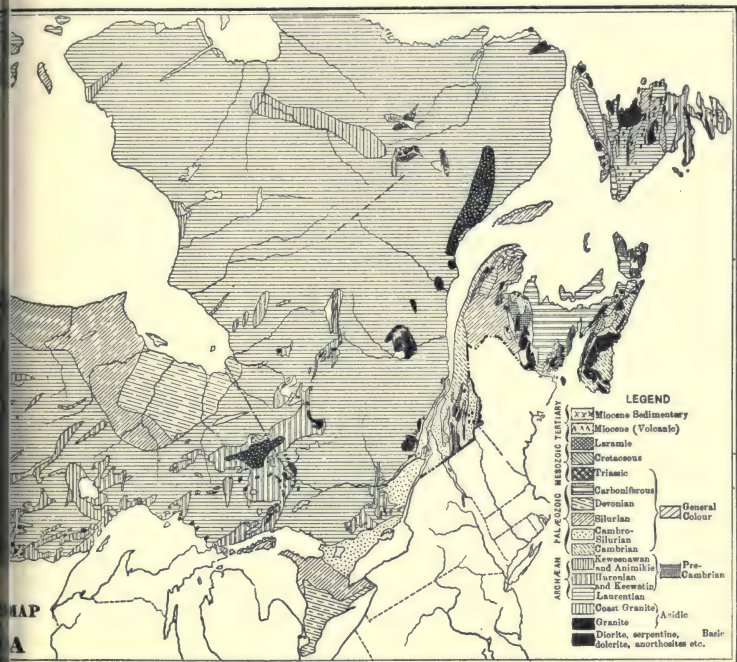 LEGEND
TERTIARY
Miocene Sedimentary
Miocene (Volcanic)
MESOZOIC
Laramie
Cretaceous
Triassic
PALÆOZOIC
Carboniferous
Devonian
Silurian
Cambro-
Silurian
Cambrian
General
Colour
ARCHÆAN
Keweenawan
and Animikie
Huronian
and Keewatin
Laurentian
Pre-
Cambrian
Coast Granite
Granite
Acidic
Diorite, serpentine, Basic
dolerite, anorthosites etc.
MAP
A